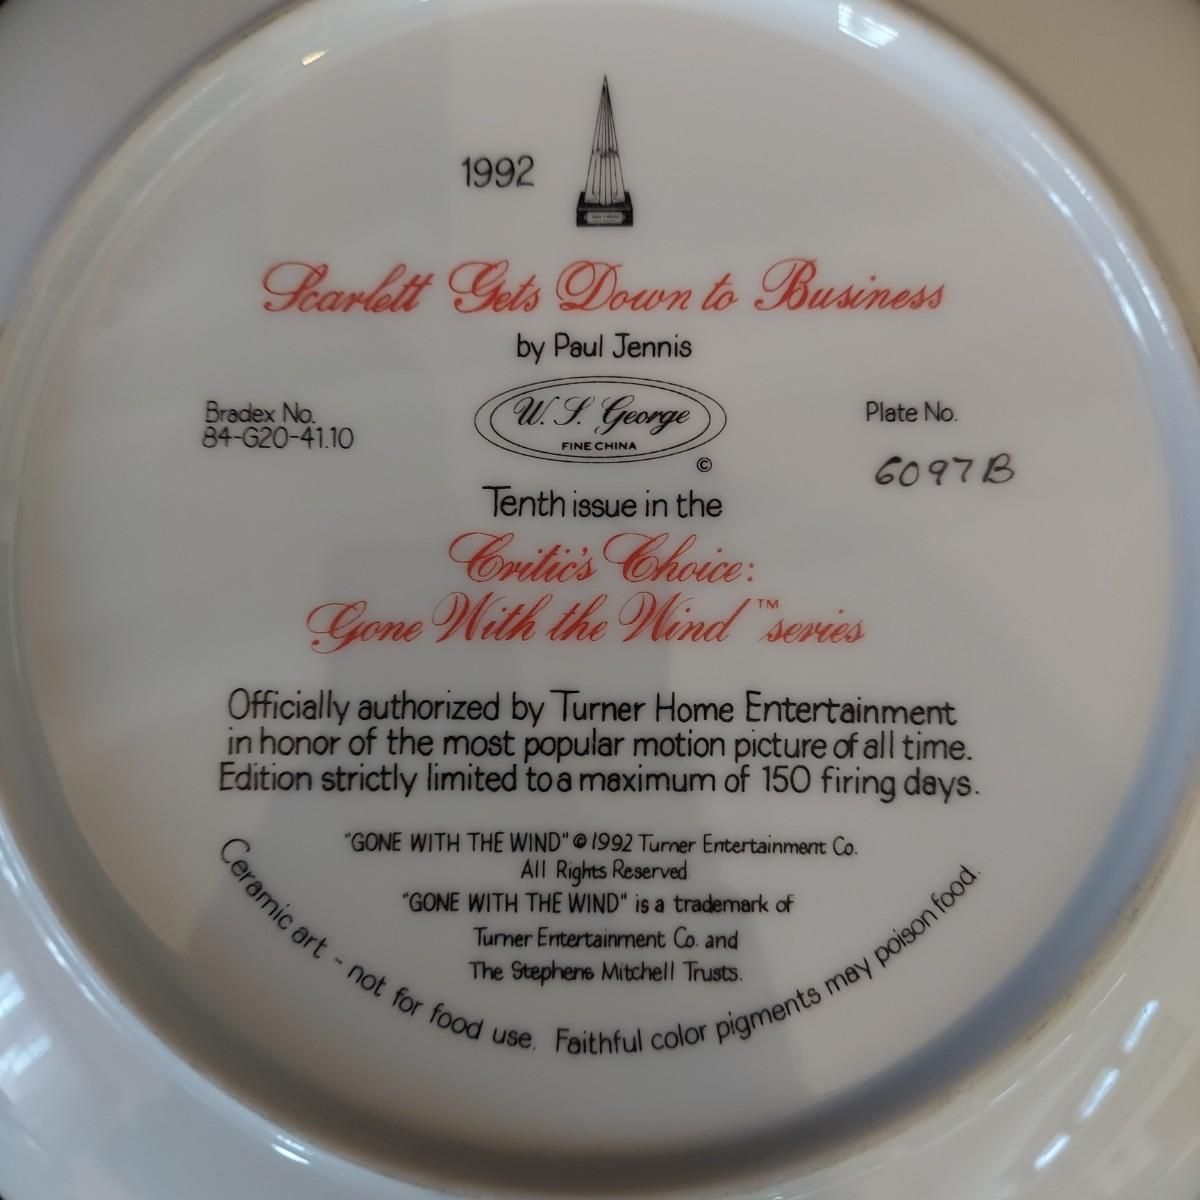 1992
Scarlett Gets Down to Business
by Paul Jennis
Bradex No.
84-G20-41.10
W. S. George
FINE CHINA
©
Plate No.
6097B
Tenth issue in the
Critic's Choice:
Gone With the Wind™ series
Officially authorized by Turner Home Entertainment
in honor of the most popular motion picture of all time.
Edition strictly limited to a maximum of 150 firing days.
"GONE WITH THE WIND" © 1992 Turner Entertainment Co.
All Rights Reserved
"GONE WITH THE WIND" is a trademark of
Turner Entertainment Co. and
The Stephens Mitchell Trusts.
Ceramic art - not for food use. Faithful color pigments may poison food.